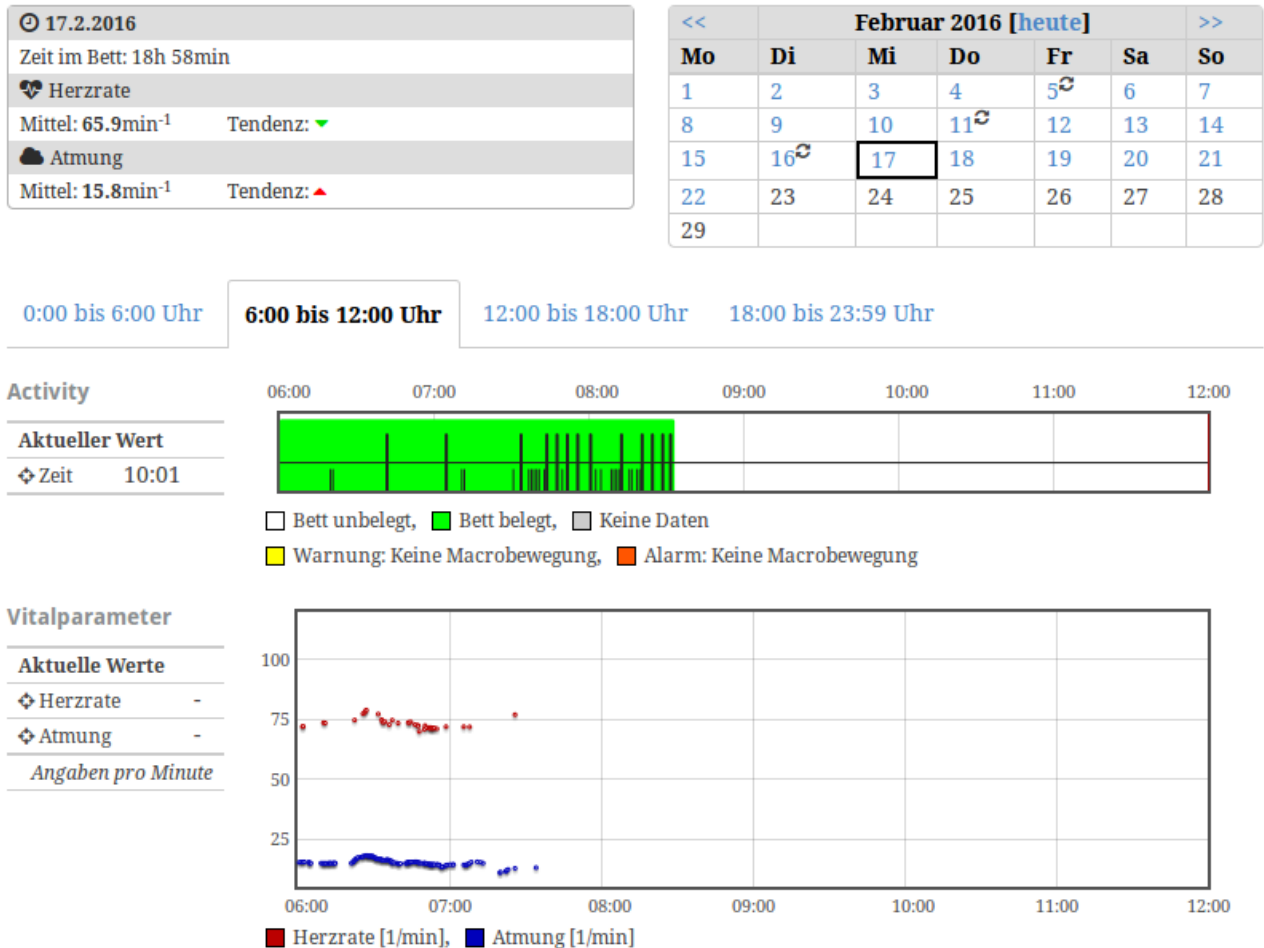 17.2.2016
Zeit im Bett: 18h 58min
Herzrate
Mittel: 65.9min-1 Tendenz:
Atmung
Mittel: 15.8min-1 Tendenz:
<< Februar 2016 [heute] >>
Mo Di Mi Do Fr Sa So
1 2 3 4 5 6 7
8 9 10 11 12 13 14
15 16 17 18 19 20 21
22 23 24 25 26 27 28
29
0:00 bis 6:00 Uhr 6:00 bis 12:00 Uhr 12:00 bis 18:00 Uhr 18:00 bis 23:59 Uhr
Activity
Aktueller Wert
Zeit 10:01
06:00 07:00 08:00 09:00 10:00 11:00 12:00
Bett unbelegt, Bett belegt, Keine Daten
Warnung: Keine Macrobewegung, Alarm: Keine Macrobewegung
Vitalparameter
Aktuelle Werte
Herzrate -
Atmung -
Angaben pro Minute
100
75
50
25
06:00 07:00 08:00 09:00 10:00 11:00 12:00
Herzrate [1/min], Atmung [1/min]